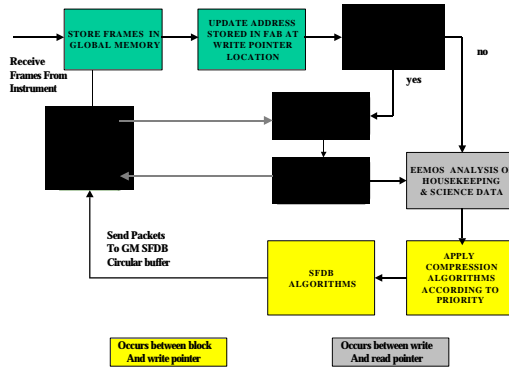 STORE FRAMES IN
GLOBAL MEMORY
UPDATE ADDRESS
STORED IN FAB AT
WRITE POINTER
LOCATION
Receive
Frames From
Instrument
no
yes
EEMOS ANALYSIS O
HOUSEKEEPING
& SCIENCE DATA
Send Packets
To GM SFDB
Circular buffer
SFDB
ALGORITHMS
APPLY
COMPRESSION
ALGORITHMS
ACCORDING TO
PRIORITY
Occurs between block
And write pointer
Occurs between write
And read pointer